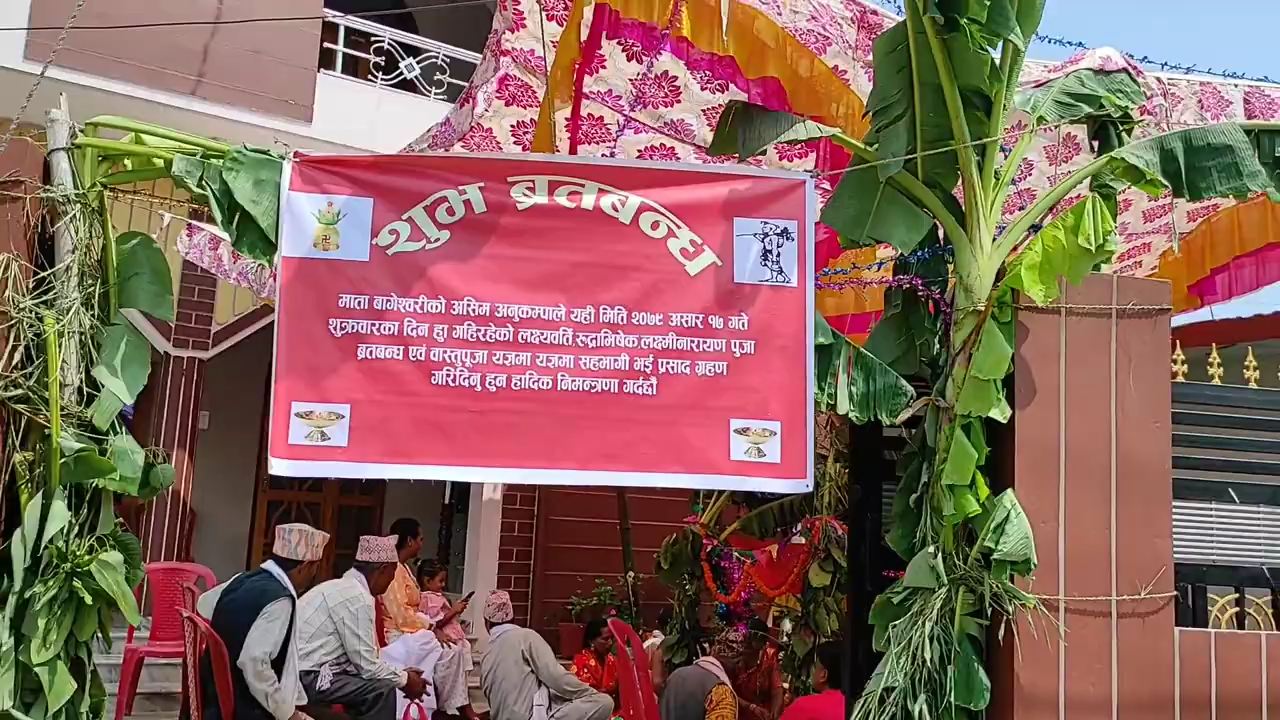 शुभ ब्रतबन्ध
माता बागेश्वरीको असिम अनुकम्पाले यही मिति २०७९ असार १७ गते
शुक्रवारका दिन हुा गहिरहेको लक्ष्यवर्ति,रुद्राभिषेक,लक्ष्मीनारायण पुजा
ब्रतबन्ध एवं वास्तुपूजा यज्ञमा यज्ञमा सहभागी भई प्रसाद ग्रहण
गरिदिनु हुन हादिक निमन्त्रणा गर्दछौ